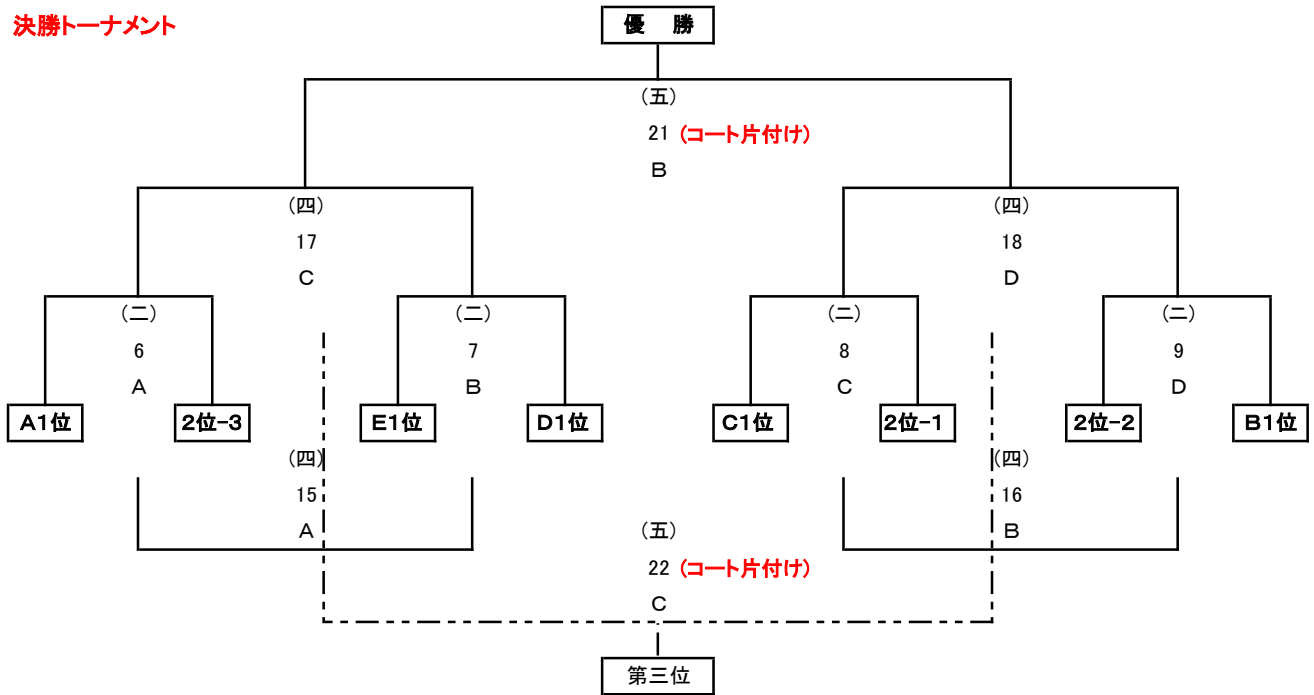 決勝トーナメント
優　勝
(五)
21 (コート片付け)
B
(四)
17
C
(四)
18
D
(二)
6
A
(二)
7
B
(二)
8
C
(二)
9
D
A1位
2位-3
E1位
D1位
C1位
2位-1
2位-2
B1位
(四)
15
A
(四)
16
B
(五)
22 (コート片付け)
C
第三位